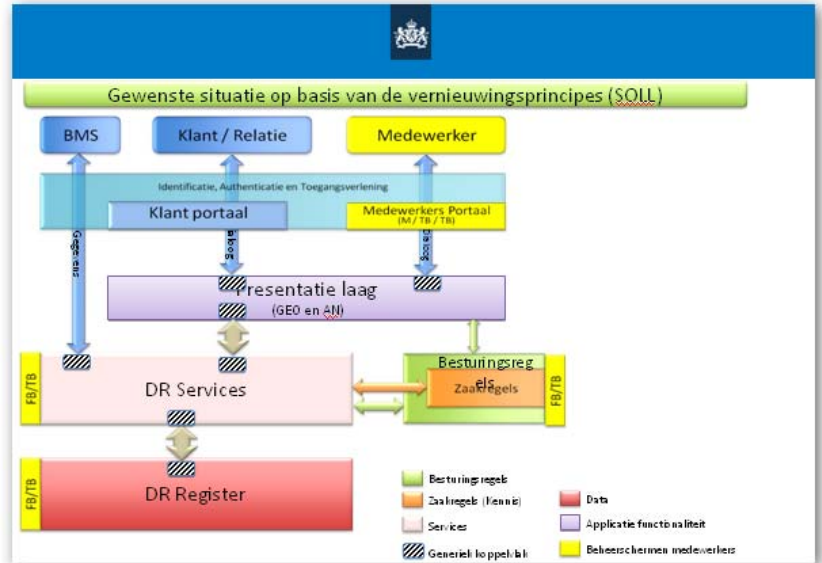 Gewenste situatie op basis van de vernieuwingsprincipes (SOLL)
BMS
Klant / Relatie
Medewerker
Identificatie, Authenticatie en Toegangsverlening
Klant portaal
Medewerkers Portaal
(M / TB / TB)
Gegevens
Dialoog
Presentatie laag
(GEO en AN)
FB/TB
DR Services
Besturingsreg
els
Zaakregels
FB/TB
FB/TB
DR Register
Besturingsregels
Zaakregels (Kennis)
Services
Generiek koppelvlak
Data
Applicatie functionaliteit
Beheerschermen medewerkers